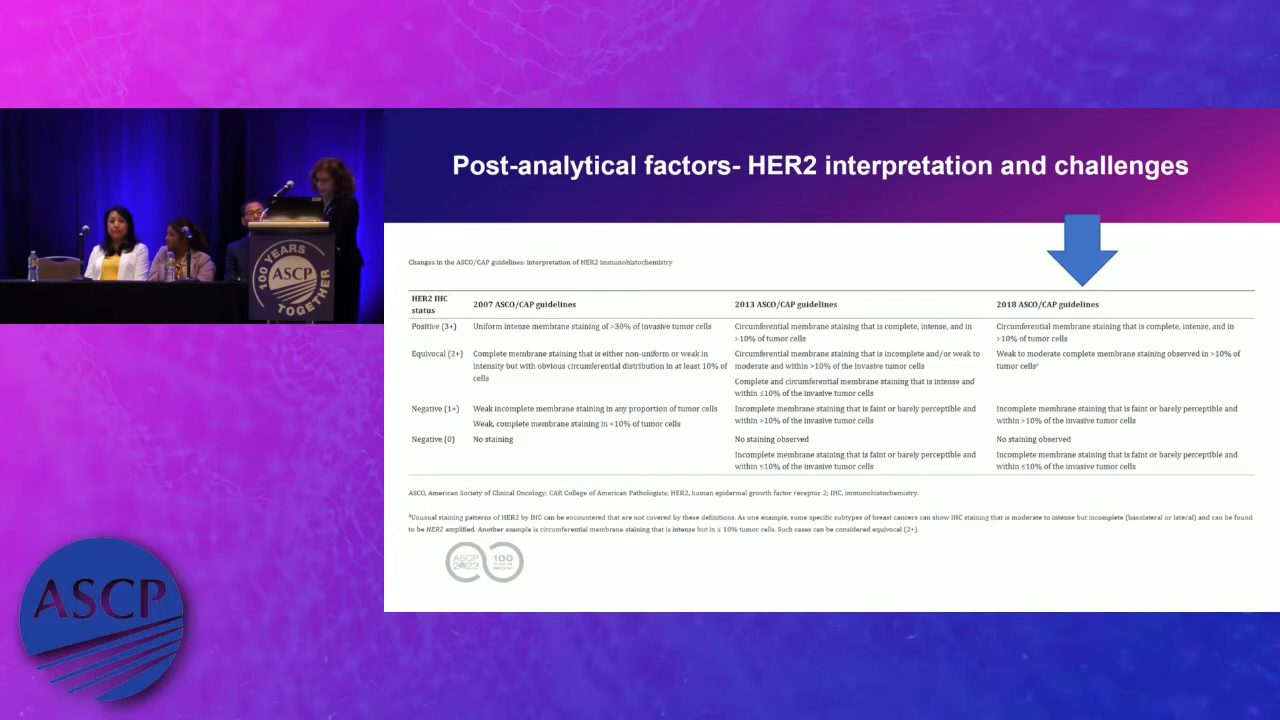 Post-analytical factors- HER2 interpretation and challenges
Changes in the ASCO/CAP guidelines: interpretation of HER2 immunohistochemistry
HER2 IHC
status
2007 ASCO/CAP guidelines
2013 ASCO/CAP guidelines
2018 ASCO/CAP guidelines
Positive (3+)
Uniform intense membrane staining of >30% of invasive tumor cells
Circumferential membrane staining that is complete, intense, and in
>10% of tumor cells
Circumferential membrane staining that is complete, intense, and in
>10% of tumor cells
Equivocal (2+)
Complete membrane staining that is either non-uniform or weak in
intensity but with obvious circumferential distribution in at least 10% of
cells
Circumferential membrane staining that is incomplete and/or weak to
moderate and within >10% of the invasive tumor cells
Complete and circumferential membrane staining that is intense and
within ≤10% of the invasive tumor cells
Weak to moderate complete membrane staining observed in >10% of
tumor cellsᵃ
Negative (1+)
Weak incomplete membrane staining in any proportion of tumor cells
Weak, complete membrane staining in <10% of tumor cells
Incomplete membrane staining that is faint or barely perceptible and
within >10% of the invasive tumor cells
Incomplete membrane staining that is faint or barely perceptible and
within >10% of the invasive tumor cells
Negative (0)
No staining
No staining observed
Incomplete membrane staining that is faint or barely perceptible and
within ≤10% of the invasive tumor cells
No staining observed
Incomplete membrane staining that is faint or barely perceptible and
within ≤10% of the invasive tumor cells
ASCO, American Society of Clinical Oncology; CAP, College of American Pathologists; HER2, human epidermal growth factor receptor 2; IHC, immunohistochemistry.
ᵃUnusual staining patterns of HER2 by IHC can be encountered that are not covered by these definitions. As one example, some specific subtypes of breast cancers can show IHC staining that is moderate to intense but incomplete (basolateral or lateral) and can be found
to be HER2 amplified. Another example is circumferential membrane staining that is intense but in ≤ 10% tumor cells. Such cases can be considered equivocal (2+).
ASCP
2022
100
100 YEARS
ASCP
TOGETHER
ASCP